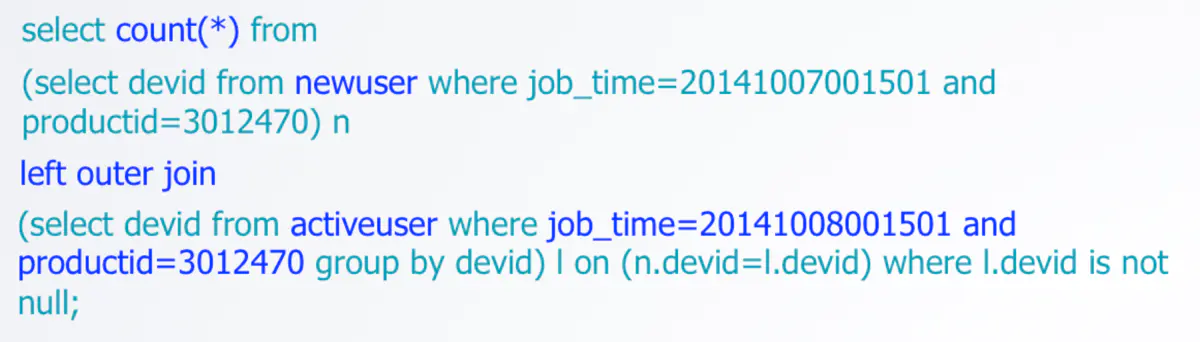 select count(*) from
(select devid from newuser where job_time=20141007001501 and
productid=3012470) n
left outer join
(select devid from activeuser where job_time=20141008001501 and
productid=3012470 group by devid) l on (n.devid=l.devid) where l.devid is not
null;